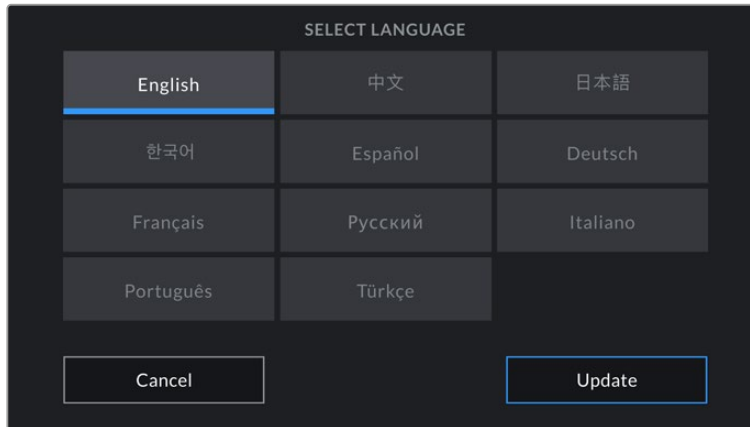 SELECT LANGUAGE
English 中文 日本語
한국어 Español Deutsch
Français Русский Italiano
Português Türkçe
Cancel Update